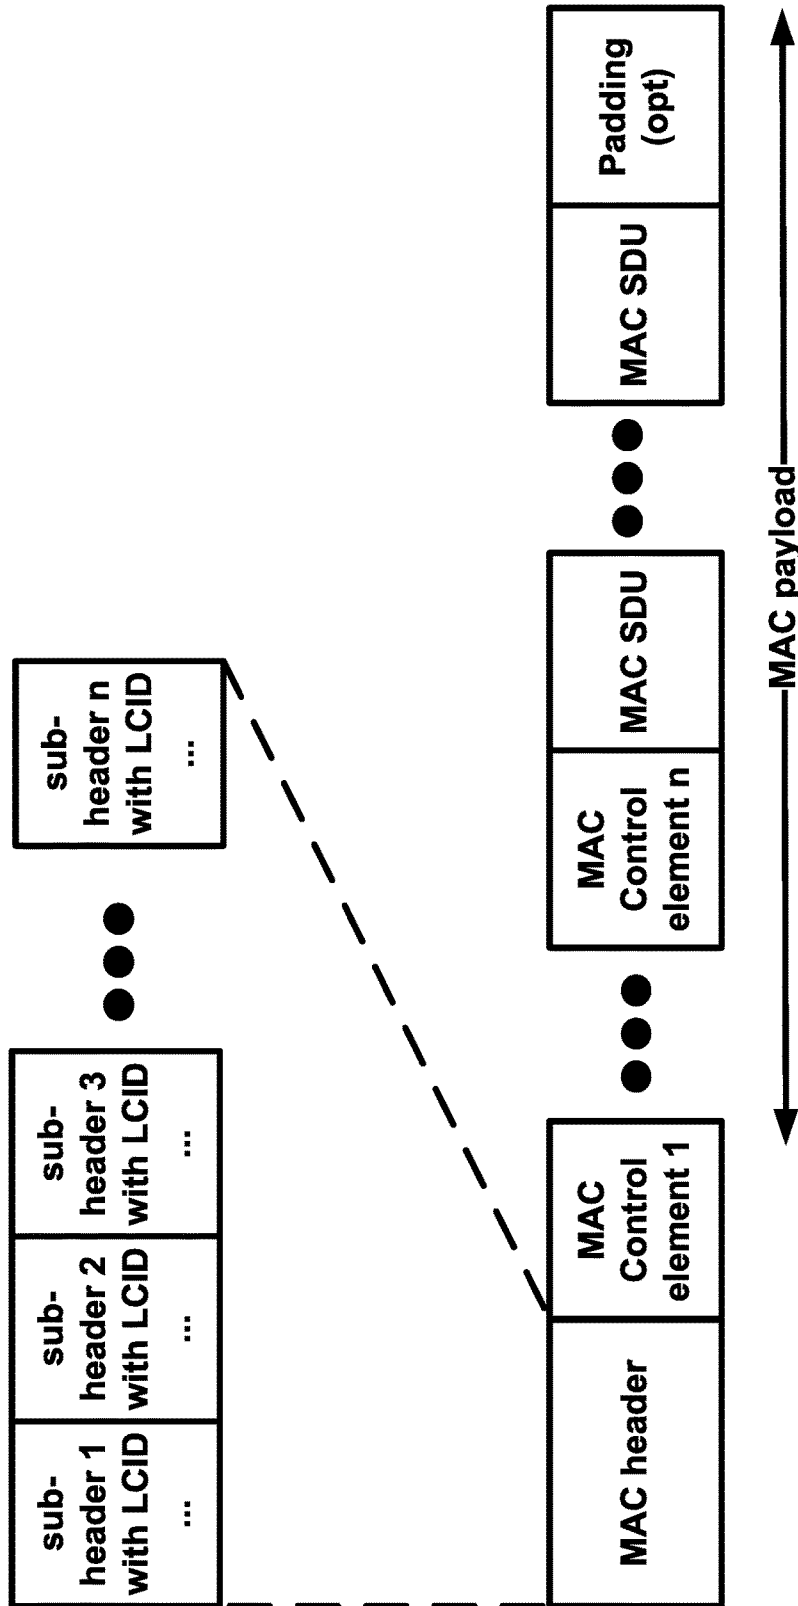 sub-
header 1
with LCID
...
sub-
header 2
with LCID
...
sub-
header 3
with LCID
...
sub-
header n
with LCID
...
MAC header
MAC
Control
element 1
MAC
Control
element n
MAC SDU
MAC SDU
Padding
(opt)
MAC payload